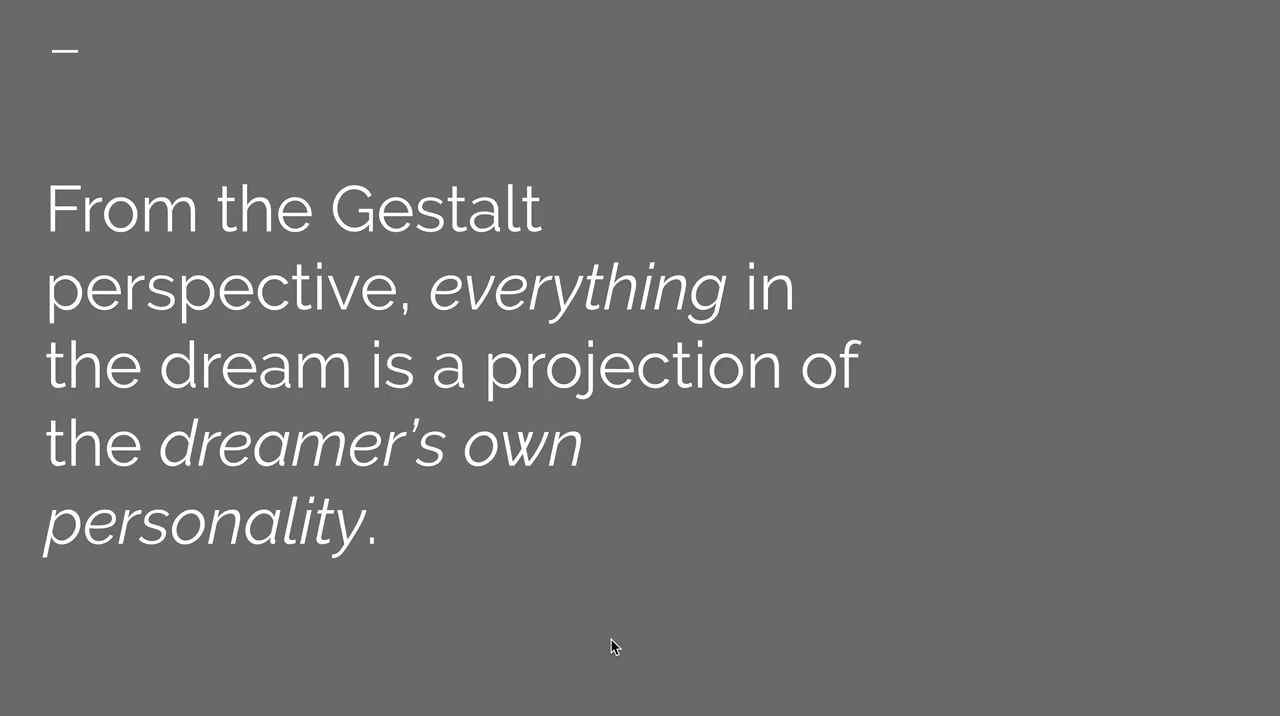 From the Gestalt
perspective, everything in
the dream is a projection of
the dreamer’s own
personality.